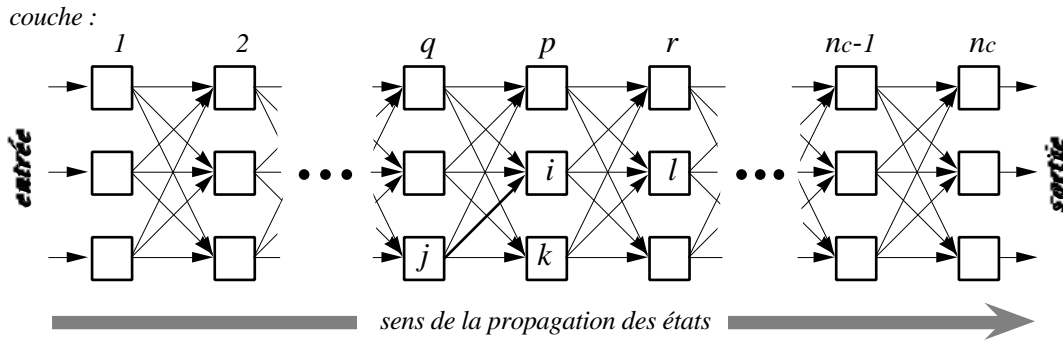 couche :
1 2 q p r nc-1 nc
entrée
i l
sortie
j k
sens de la propagation des états